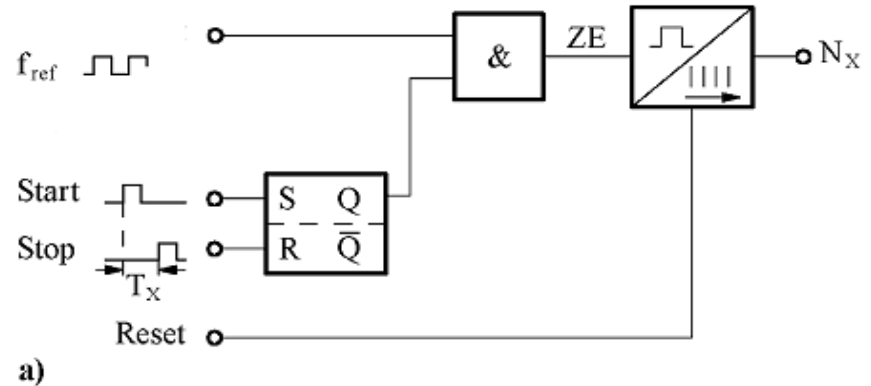 f_ref
& ZE N_X
Start S Q
Stop R Q̅
T_X
Reset
a)